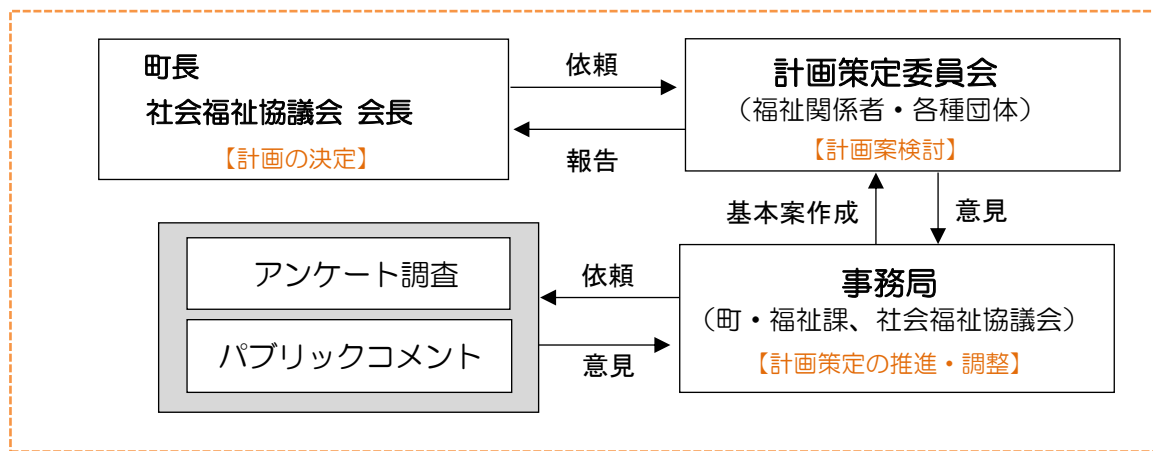 町長
社会福祉協議会 会長
【計画の決定】
依頼
報告
計画策定委員会
（福祉関係者・各種団体）
【計画案検討】
基本案作成
意見
アンケート調査
パブリックコメント
依頼
意見
事務局
（町・福祉課、社会福祉協議会）
【計画策定の推進・調整】